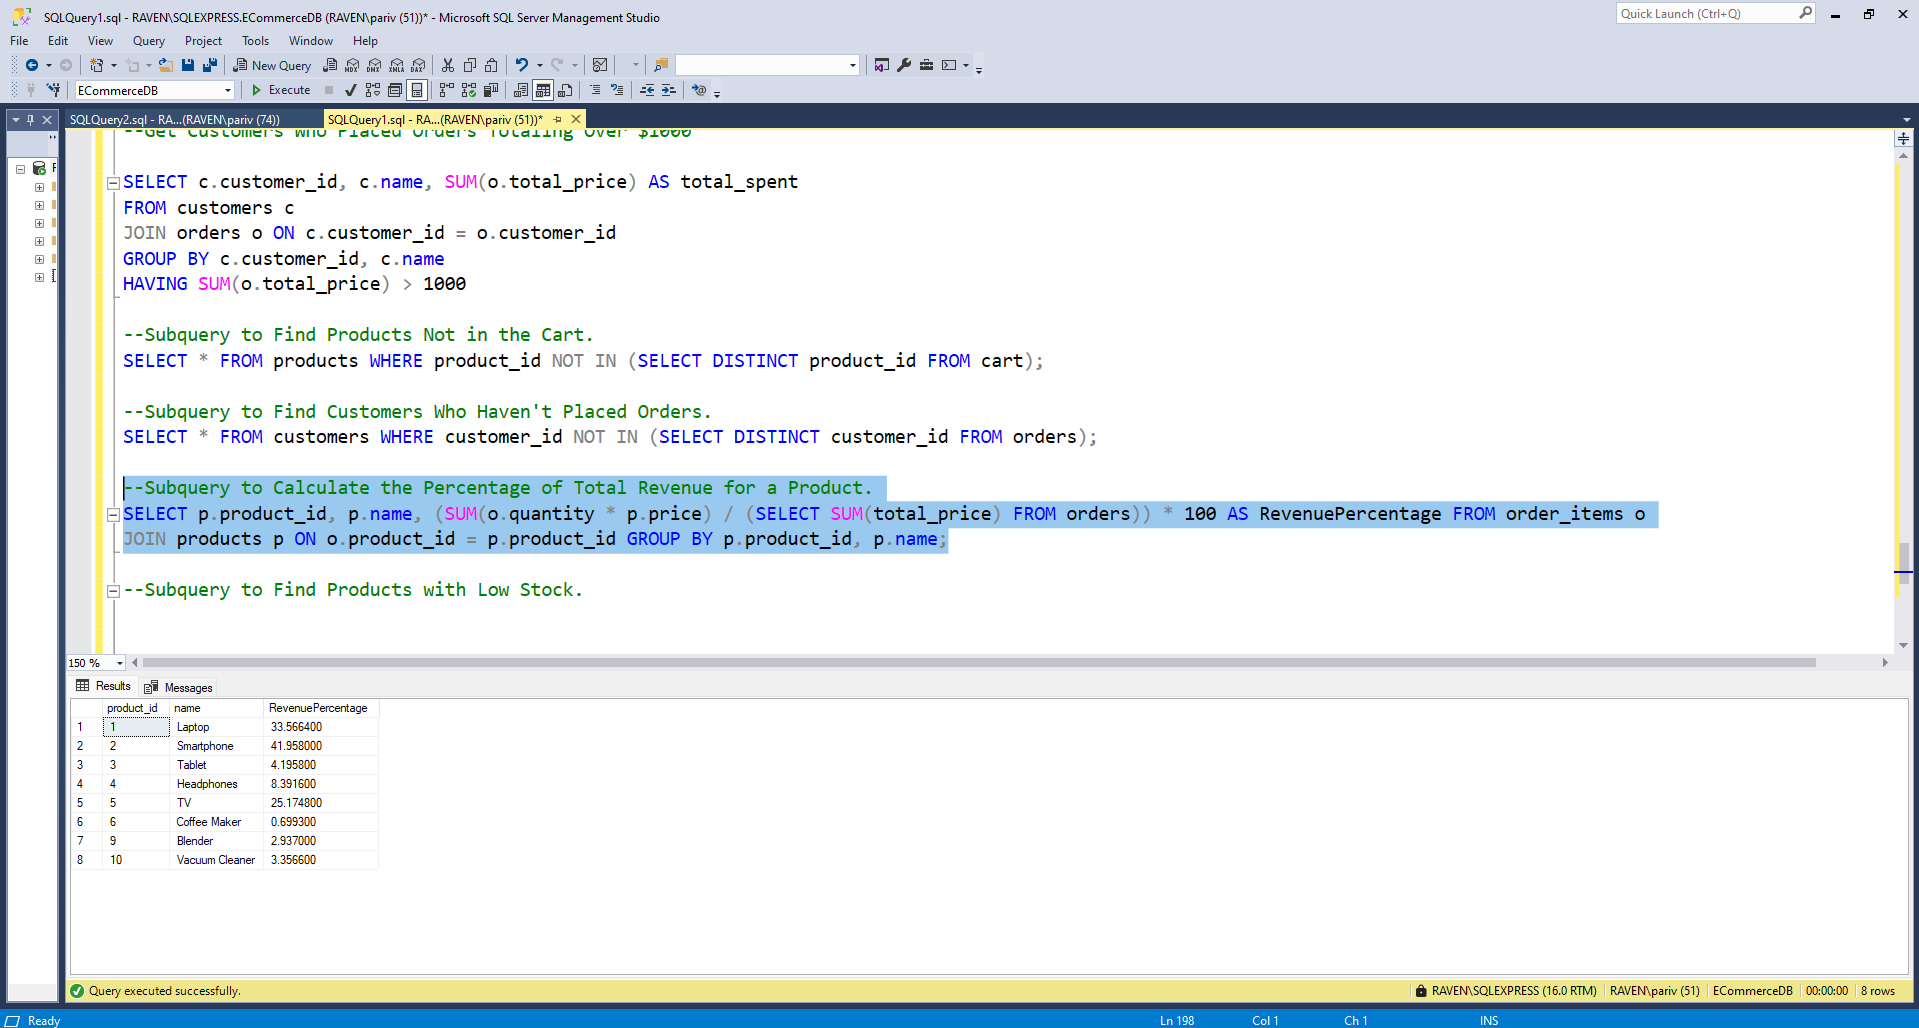 SQLQuery1.sql - RAVEN\SQLEXPRESS.ECommerceDB (RAVEN\pariv (51))* - Microsoft SQL Server Management Studio
Quick Launch (Ctrl+Q)
File Edit View Query Project Tools Window Help
New Query
MDX DMX XMLA DAX
ECommerceDB
Execute
SQLQuery2.sql - RA...(RAVEN\pariv (74))
SQLQuery1.sql - RA...(RAVEN\pariv (51))*
--Get Customers Who Placed Orders Totaling Over $1000
SELECT c.customer_id, c.name, SUM(o.total_price) AS total_spent
FROM customers c
JOIN orders o ON c.customer_id = o.customer_id
GROUP BY c.customer_id, c.name
HAVING SUM(o.total_price) > 1000
--Subquery to Find Products Not in the Cart.
SELECT * FROM products WHERE product_id NOT IN (SELECT DISTINCT product_id FROM cart);
--Subquery to Find Customers Who Haven't Placed Orders.
SELECT * FROM customers WHERE customer_id NOT IN (SELECT DISTINCT customer_id FROM orders);
--Subquery to Calculate the Percentage of Total Revenue for a Product.
SELECT p.product_id, p.name, (SUM(o.quantity * p.price) / (SELECT SUM(total_price) FROM orders)) * 100 AS RevenuePercentage FROM order_items o
JOIN products p ON o.product_id = p.product_id GROUP BY p.product_id, p.name;
--Subquery to Find Products with Low Stock.
150 %
Results Messages
product_id name RevenuePercentage
1 1 Laptop 33.566400
2 2 Smartphone 41.958000
3 3 Tablet 4.195800
4 4 Headphones 8.391600
5 5 TV 25.174800
6 6 Coffee Maker 0.699300
7 9 Blender 2.937000
8 10 Vacuum Cleaner 3.356600
Query executed successfully.
RAVEN\SQLEXPRESS (16.0 RTM) RAVEN\pariv (51) ECommerceDB 00:00:00 8 rows
Ready
Ln 198 Col 1 Ch 1 INS